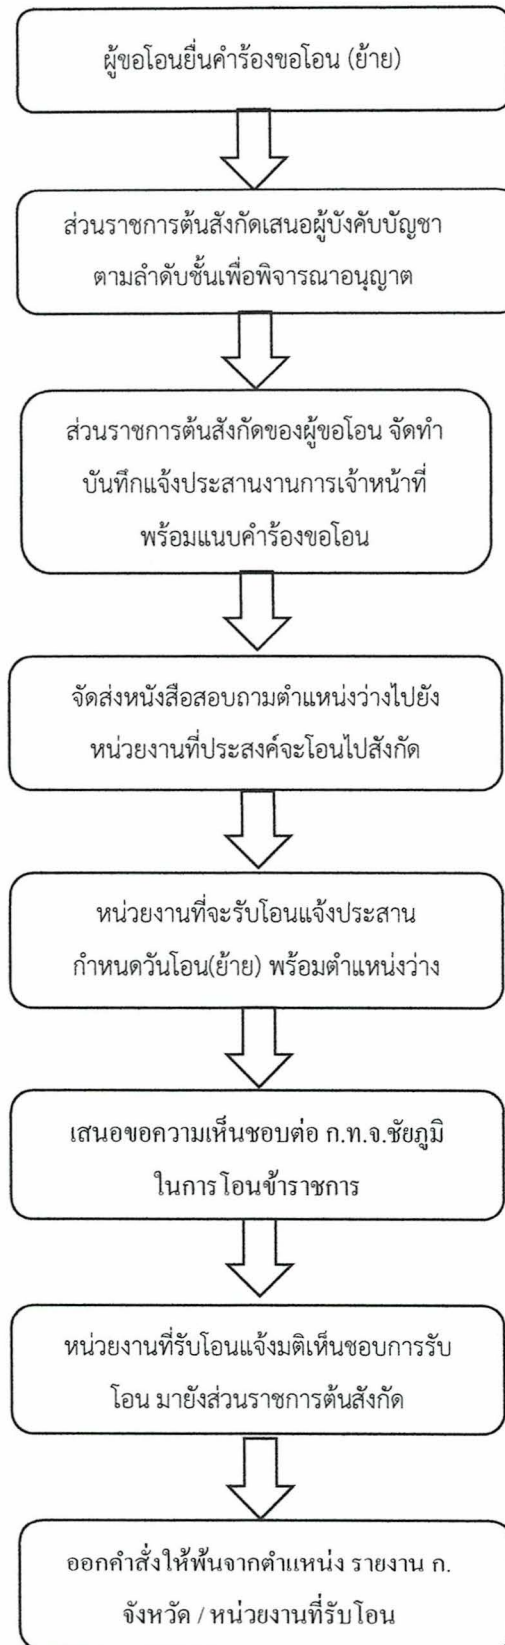 ผู้ขอโอนยื่นคำร้องขอโอน (ย้าย)
ส่วนราชการต้นสังกัดเสนอผู้บังคับบัญชา
ตามลำดับชั้นเพื่อพิจารณาอนุญาต
ส่วนราชการต้นสังกัดของผู้ขอโอน จัดทำ
บันทึกแจ้งประสานงานการเจ้าหน้าที่
พร้อมแนบคำร้องขอโอน
จัดส่งหนังสือสอบถามตำแหน่งว่างไปยัง
หน่วยงานที่ประสงค์จะโอนไปสังกัด
หน่วยงานที่จะรับโอนแจ้งประสาน
กำหนดวันโอน(ย้าย) พร้อมตำแหน่งว่าง
เสนอขอความเห็นชอบต่อ ก.ท.จ.ชัยภูมิ
ในการโอนข้าราชการ
หน่วยงานที่รับโอนแจ้งมติเห็นชอบการรับ
โอน มายังส่วนราชการต้นสังกัด
ออกคำสั่งให้พ้นจากตำแหน่ง รายงาน ก.
จังหวัด / หน่วยงานที่รับโอน